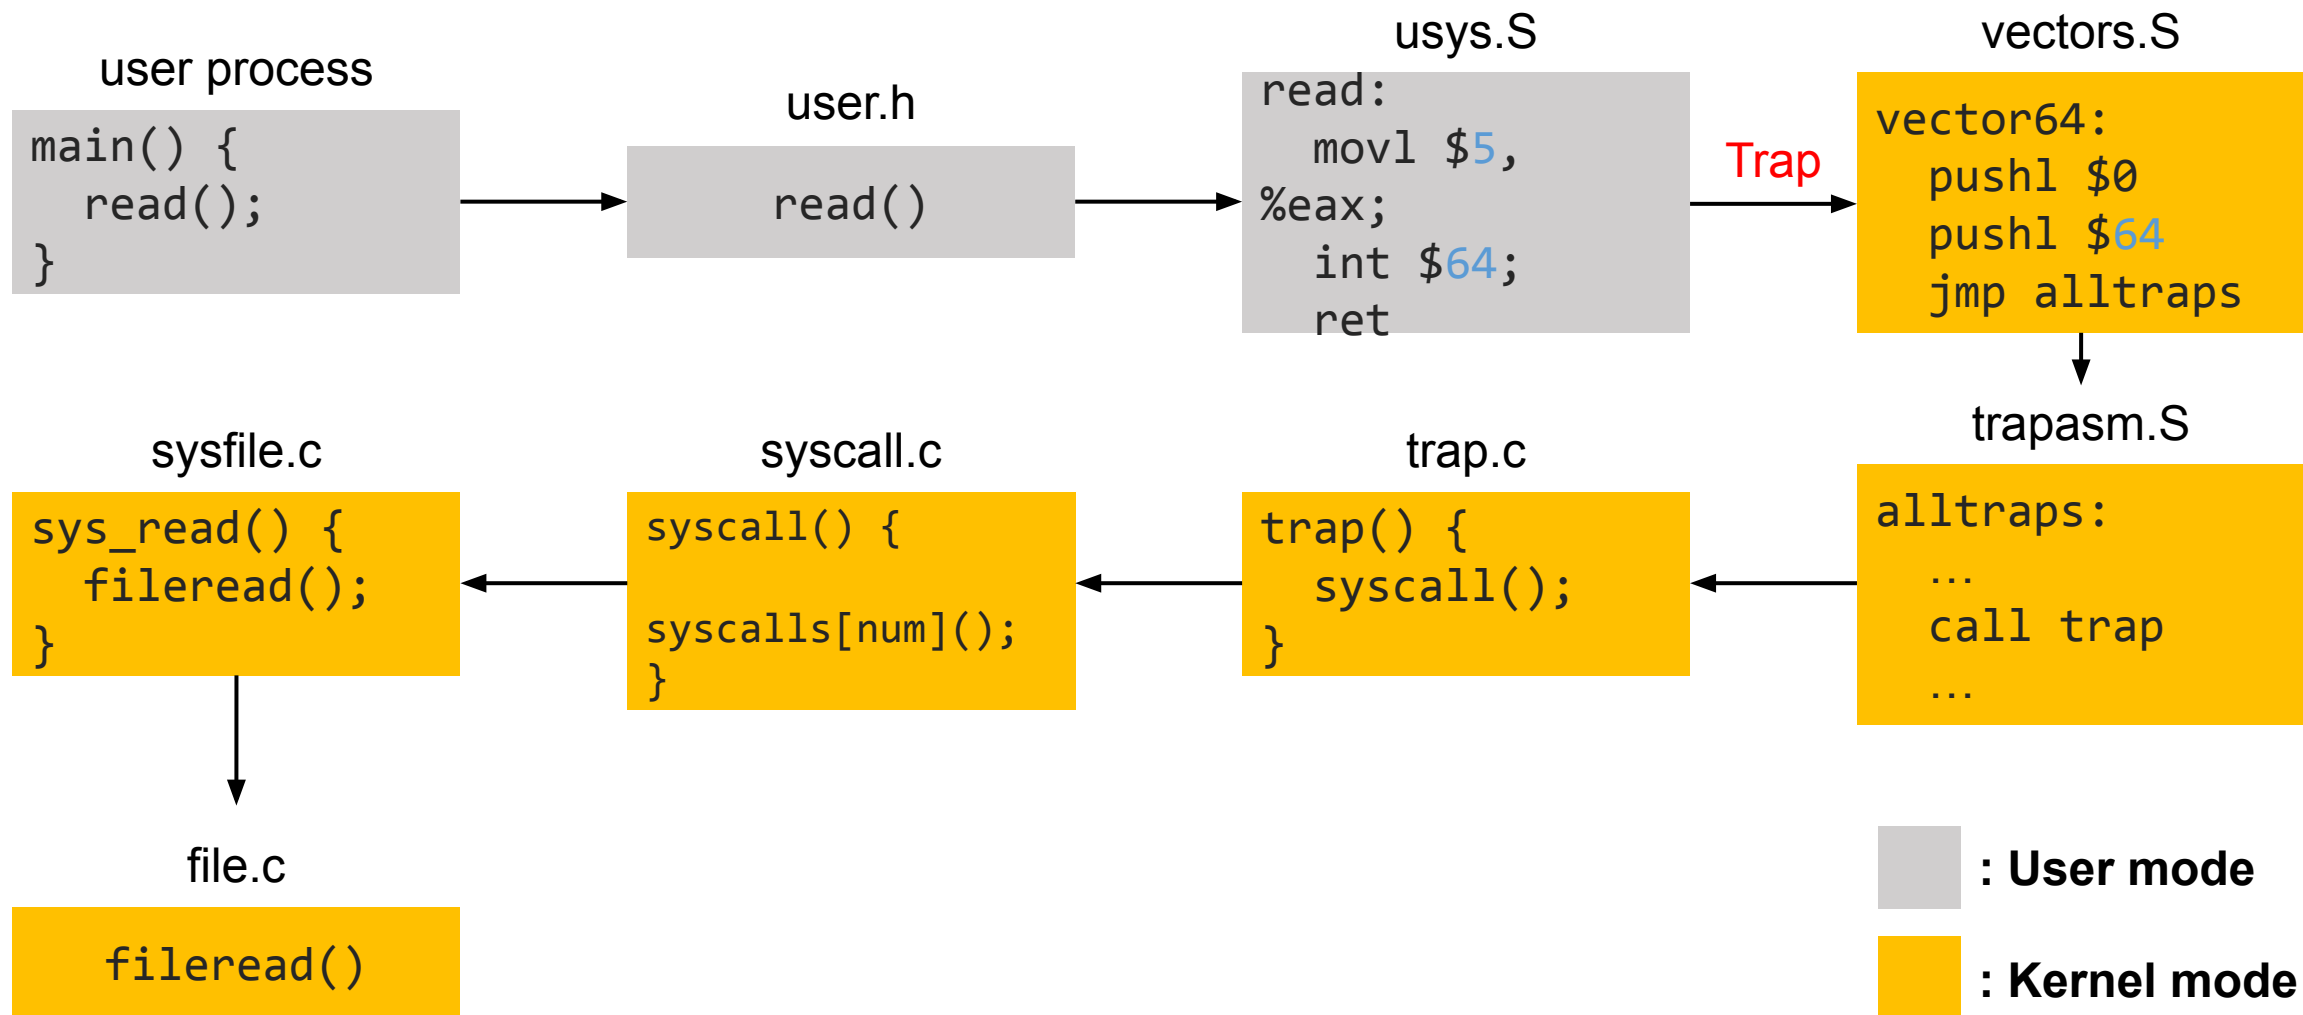 user process
main() {
  read();
}
user.h
read()
usys.S
read:
  movl $5,
%eax;
  int $64;
  ret
Trap
vectors.S
vector64:
  pushl $0
  pushl $64
  jmp alltraps
trapasm.S
alltraps:
  ...
  call trap
  ...
trap.c
trap() {
  syscall();
}
syscall.c
syscall() {
syscalls[num]();
}
sysfile.c
sys_read() {
  fileread();
}
file.c
fileread()
: User mode
: Kernel mode